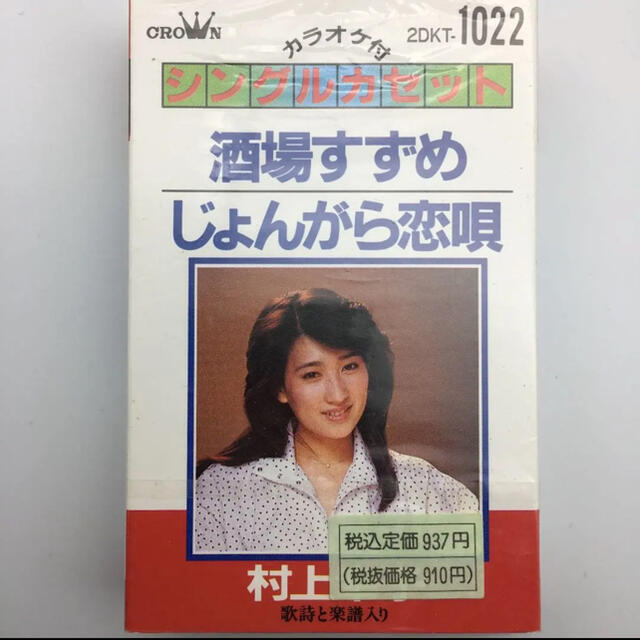 CROWN
カラオケ付
2DKT-1022
シングルカセット
酒場すずめ
じょんがら恋唄
税込定価 937円
(税抜価格 910円)
村上
歌詩と楽譜入り